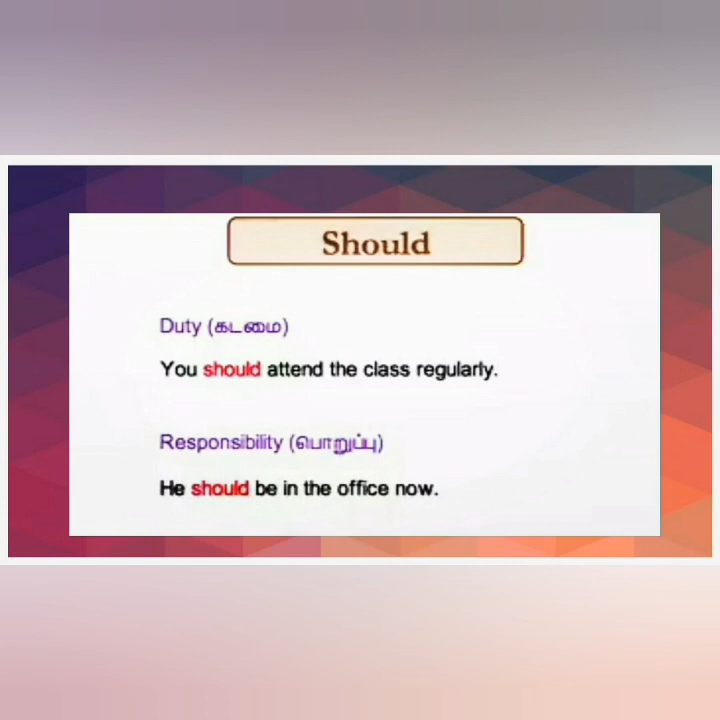 Should
Duty (கடமை)
You should attend the class regularly.
Responsibility (பொறுப்பு)
He should be in the office now.